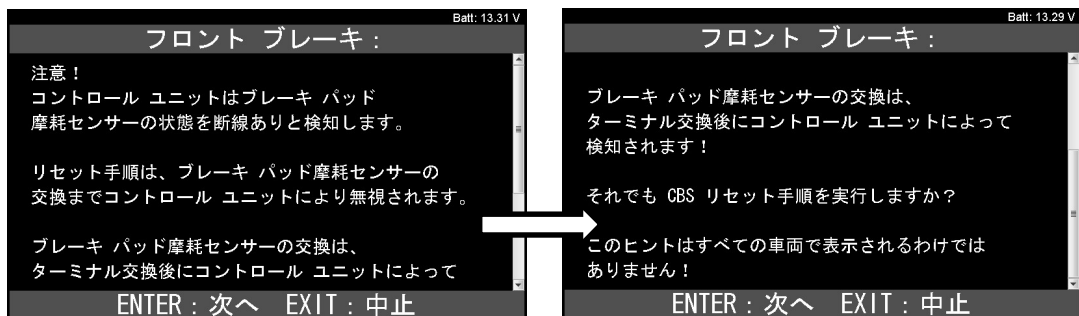 Batt: 13.31 V
フロント ブレーキ：
注意！
コントロール ユニットはブレーキ パッド
摩耗センサーの状態を断線ありと検知します。
リセット手順は、ブレーキ パッド摩耗センサーの
交換までコントロール ユニットにより無視されます。
ブレーキ パッド摩耗センサーの交換は、
ターミナル交換後にコントロール ユニットによって
ENTER：次へ EXIT：中止
Batt: 13.29 V
フロント ブレーキ：
ブレーキ パッド摩耗センサーの交換は、
ターミナル交換後にコントロール ユニットによって
検知されます！
それでも CBS リセット手順を実行しますか？
このヒントはすべての車両で表示されるわけでは
ありません！
ENTER：次へ EXIT：中止